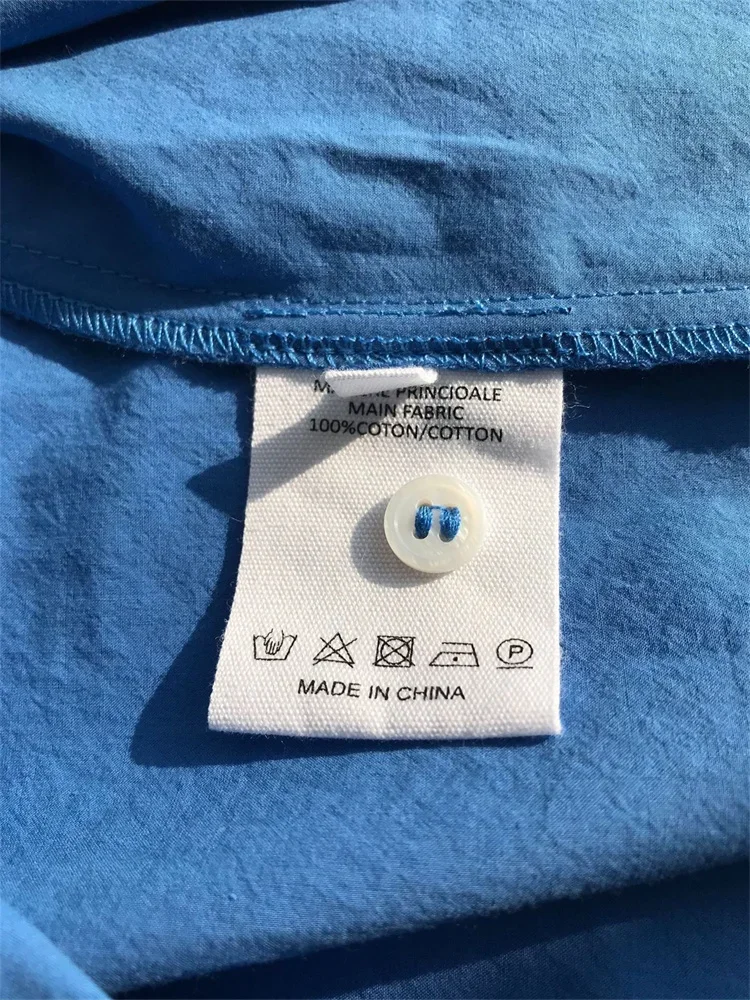 PRINCIOALE
MAIN FABRIC
100%COTON/COTTON
P
MADE IN CHINA